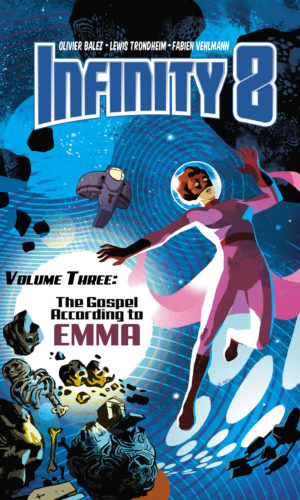 OLIVIER BALEZ - LEWIS TRONDHEIM - FABIEN VEHLMANN
INFINITY 8
VOLUME THREE:
The Gospel
According to
EMMA